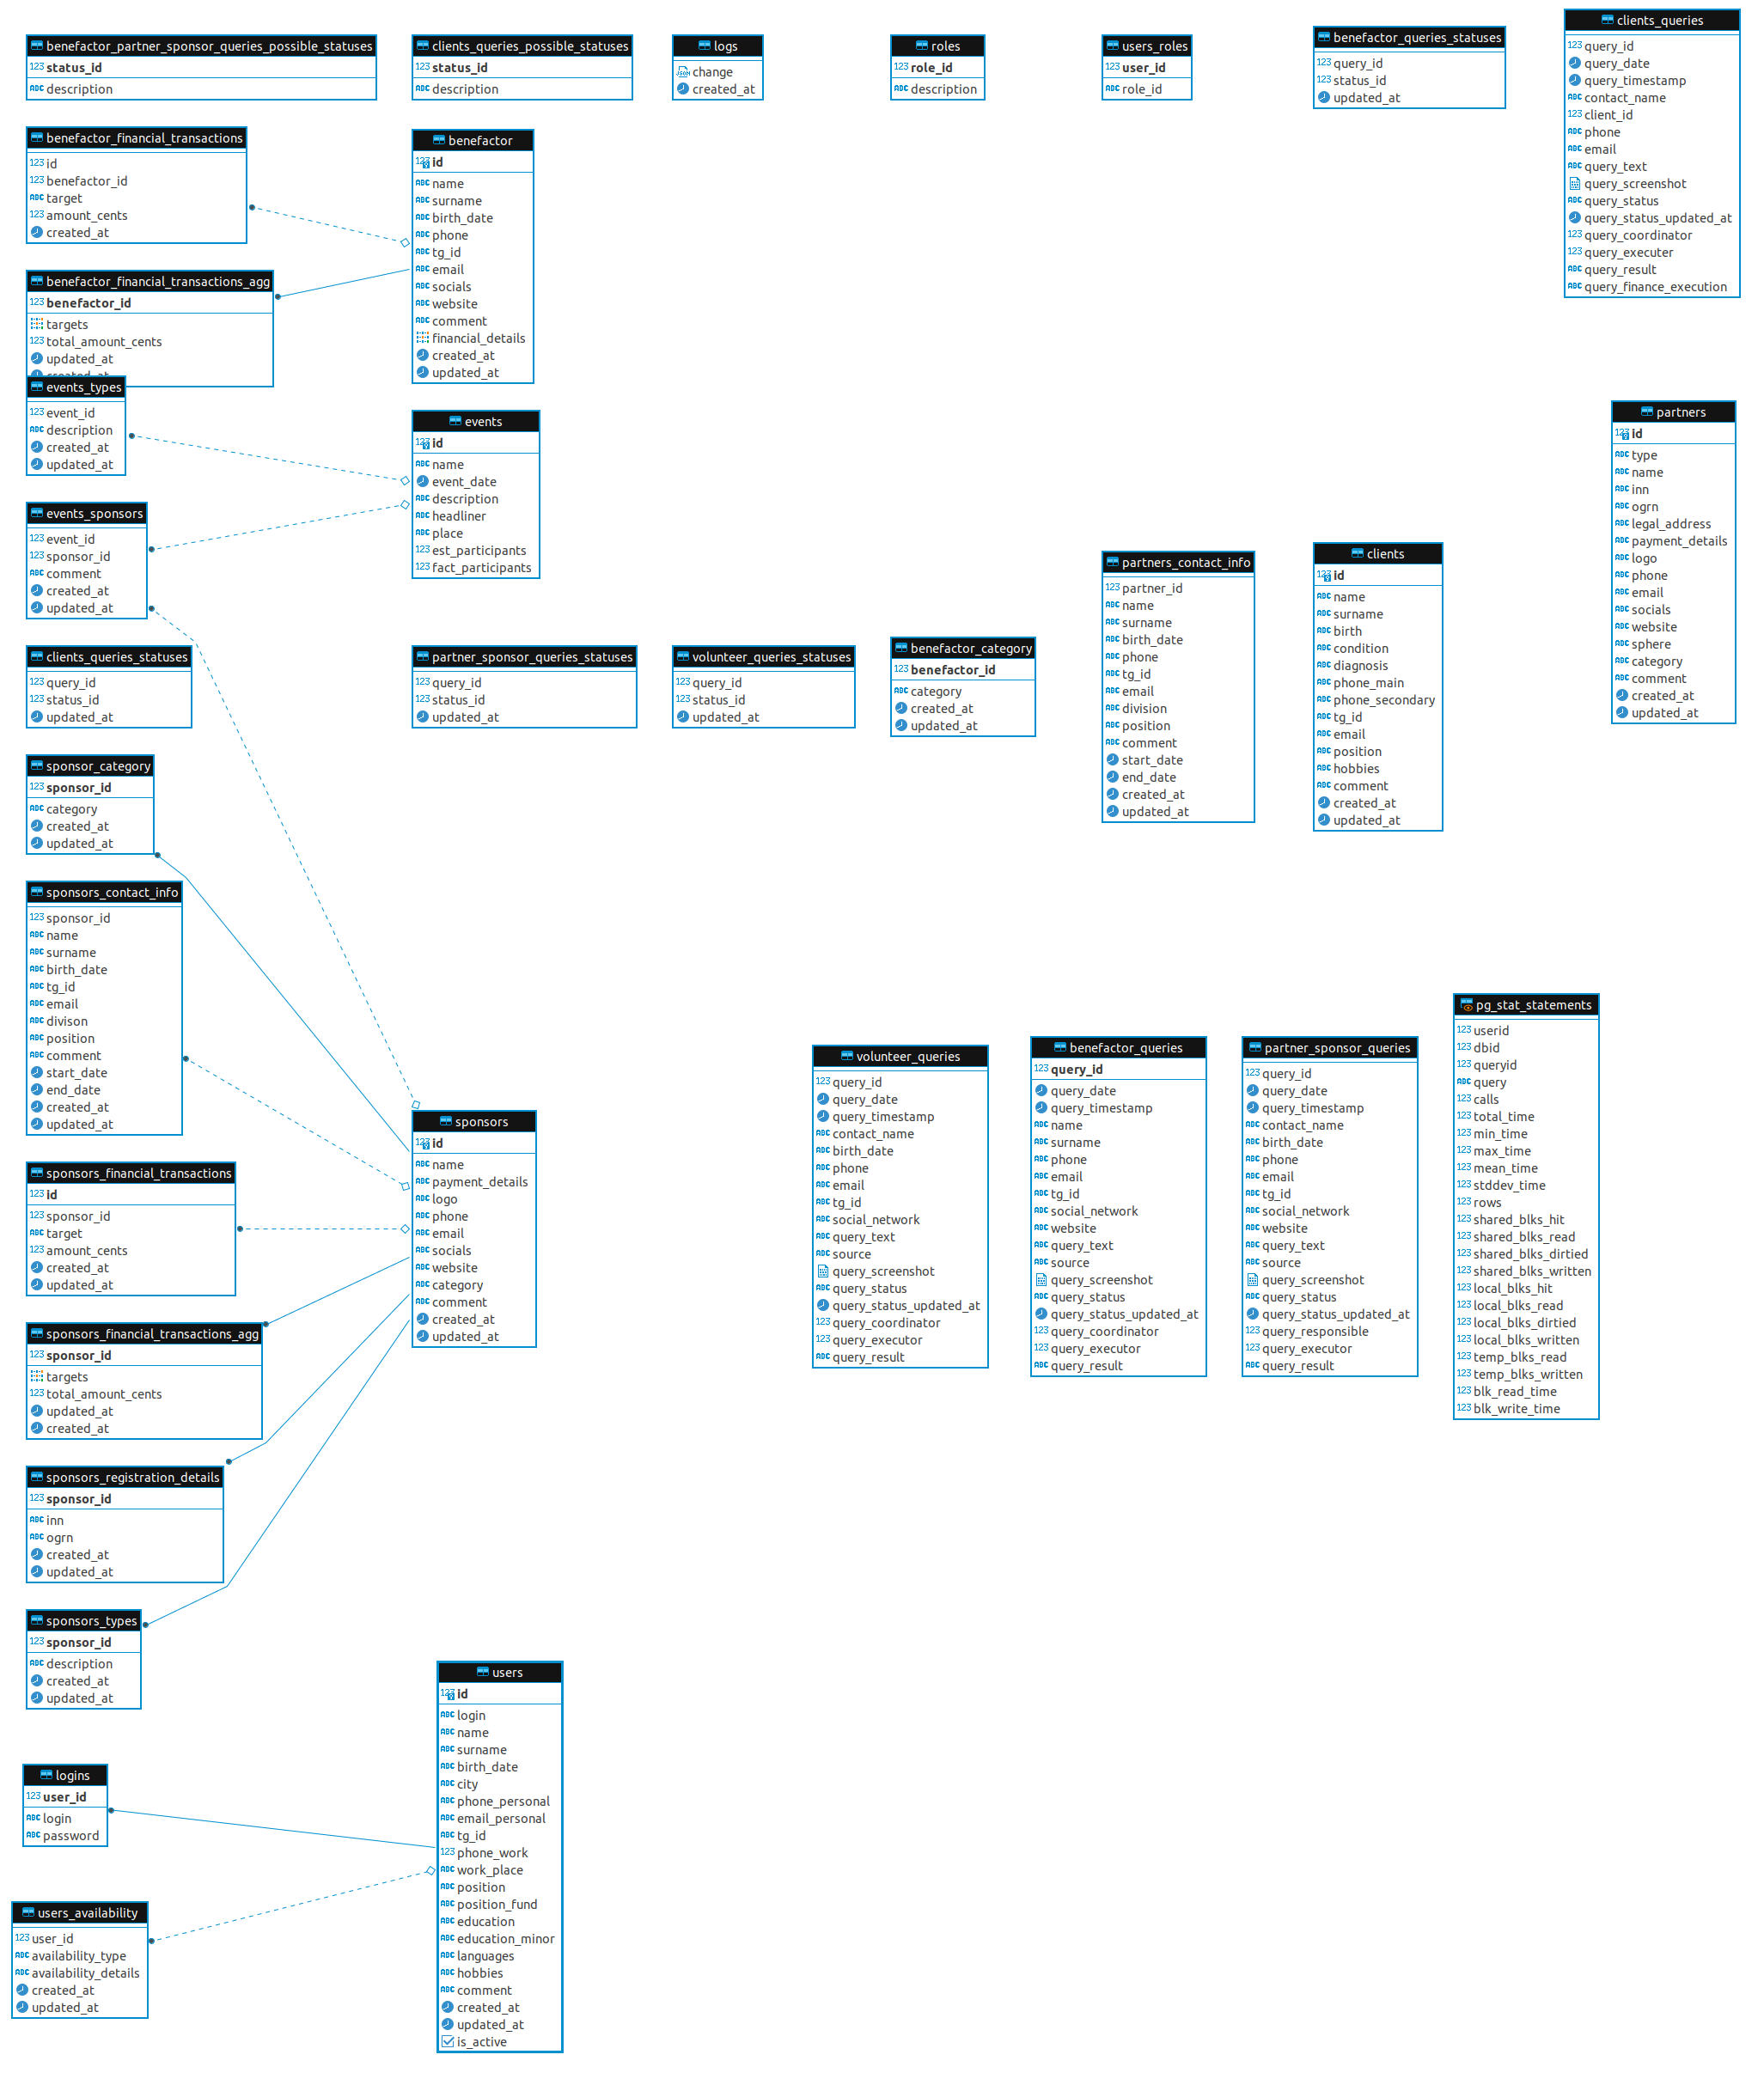 benefactor_partner_sponsor_queries_possible_statuses
123 status_id
ABC description
clients_queries_possible_statuses
123 status_id
ABC description
logs
JSON change
created_at
roles
123 role_id
ABC description
users_roles
123 user_id
ABC role_id
benefactor_queries_statuses
123 query_id
123 status_id
updated_at
clients_queries
123 query_id
query_date
query_timestamp
ABC contact_name
123 client_id
ABC phone
ABC email
ABC query_text
query_screenshot
ABC query_status
query_status_updated_at
123 query_coordinator
123 query_executer
ABC query_result
ABC query_finance_execution
benefactor_financial_transactions
123 id
123 benefactor_id
ABC target
123 amount_cents
created_at
benefactor
123 id
ABC name
ABC surname
ABC birth_date
ABC phone
ABC tg_id
ABC email
ABC socials
ABC website
ABC comment
financial_details
created_at
updated_at
benefactor_financial_transactions_agg
123 benefactor_id
targets
123 total_amount_cents
updated_at
created_at
events_types
123 event_id
ABC description
created_at
updated_at
events
123 id
ABC name
event_date
ABC description
ABC headliner
ABC place
123 est_participants
123 fact_participants
events_sponsors
123 event_id
123 sponsor_id
ABC comment
created_at
updated_at
partners
123 id
ABC type
ABC name
ABC inn
ABC ogrn
ABC legal_address
ABC payment_details
ABC logo
ABC phone
ABC email
ABC socials
ABC website
ABC sphere
ABC category
ABC comment
created_at
updated_at
partners_contact_info
123 partner_id
ABC name
ABC surname
ABC birth_date
ABC phone
ABC tg_id
ABC email
ABC division
ABC position
ABC comment
start_date
end_date
created_at
updated_at
clients
123 id
ABC name
ABC surname
ABC birth
ABC condition
ABC diagnosis
ABC phone_main
ABC phone_secondary
ABC tg_id
ABC email
ABC position
ABC hobbies
ABC comment
created_at
updated_at
clients_queries_statuses
123 query_id
123 status_id
updated_at
partner_sponsor_queries_statuses
123 query_id
123 status_id
updated_at
volunteer_queries_statuses
123 query_id
123 status_id
updated_at
benefactor_category
123 benefactor_id
ABC category
created_at
updated_at
sponsor_category
123 sponsor_id
ABC category
created_at
updated_at
sponsors_contact_info
123 sponsor_id
ABC name
ABC surname
ABC birth_date
ABC tg_id
ABC email
ABC divison
ABC position
ABC comment
start_date
end_date
created_at
updated_at
sponsors
123 id
ABC name
ABC payment_details
ABC logo
ABC phone
ABC email
ABC socials
ABC website
ABC category
ABC comment
created_at
updated_at
volunteer_queries
123 query_id
query_date
query_timestamp
ABC contact_name
ABC birth_date
ABC phone
ABC email
ABC tg_id
ABC social_network
ABC query_text
ABC source
query_screenshot
ABC query_status
query_status_updated_at
123 query_coordinator
123 query_executor
ABC query_result
benefactor_queries
123 query_id
query_date
query_timestamp
ABC name
ABC surname
ABC phone
ABC email
ABC tg_id
ABC social_network
ABC website
ABC query_text
ABC source
query_screenshot
ABC query_status
query_status_updated_at
123 query_coordinator
123 query_executor
ABC query_result
partner_sponsor_queries
123 query_id
query_date
query_timestamp
ABC contact_name
ABC birth_date
ABC phone
ABC email
ABC tg_id
ABC social_network
ABC website
ABC query_text
ABC source
query_screenshot
ABC query_status
query_status_updated_at
123 query_responsible
123 query_executor
ABC query_result
pg_stat_statements
123 userid
123 dbid
123 queryid
ABC query
123 calls
123 total_time
123 min_time
123 max_time
123 mean_time
123 stddev_time
123 rows
123 shared_blks_hit
123 shared_blks_read
123 shared_blks_dirtied
123 shared_blks_written
123 local_blks_hit
123 local_blks_read
123 local_blks_dirtied
123 local_blks_written
123 temp_blks_read
123 temp_blks_written
123 blk_read_time
123 blk_write_time
sponsors_financial_transactions
123 id
123 sponsor_id
ABC target
123 amount_cents
created_at
updated_at
sponsors_financial_transactions_agg
123 sponsor_id
targets
123 total_amount_cents
updated_at
created_at
sponsors_registration_details
123 sponsor_id
ABC inn
ABC ogrn
created_at
updated_at
sponsors_types
123 sponsor_id
ABC description
created_at
updated_at
users
123 id
ABC login
ABC name
ABC surname
ABC birth_date
ABC city
ABC phone_personal
ABC email_personal
ABC tg_id
123 phone_work
ABC work_place
ABC position
ABC position_fund
ABC education
ABC education_minor
ABC languages
ABC hobbies
ABC comment
created_at
updated_at
is_active
logins
123 user_id
ABC login
ABC password
users_availability
123 user_id
ABC availability_type
ABC availability_details
created_at
updated_at